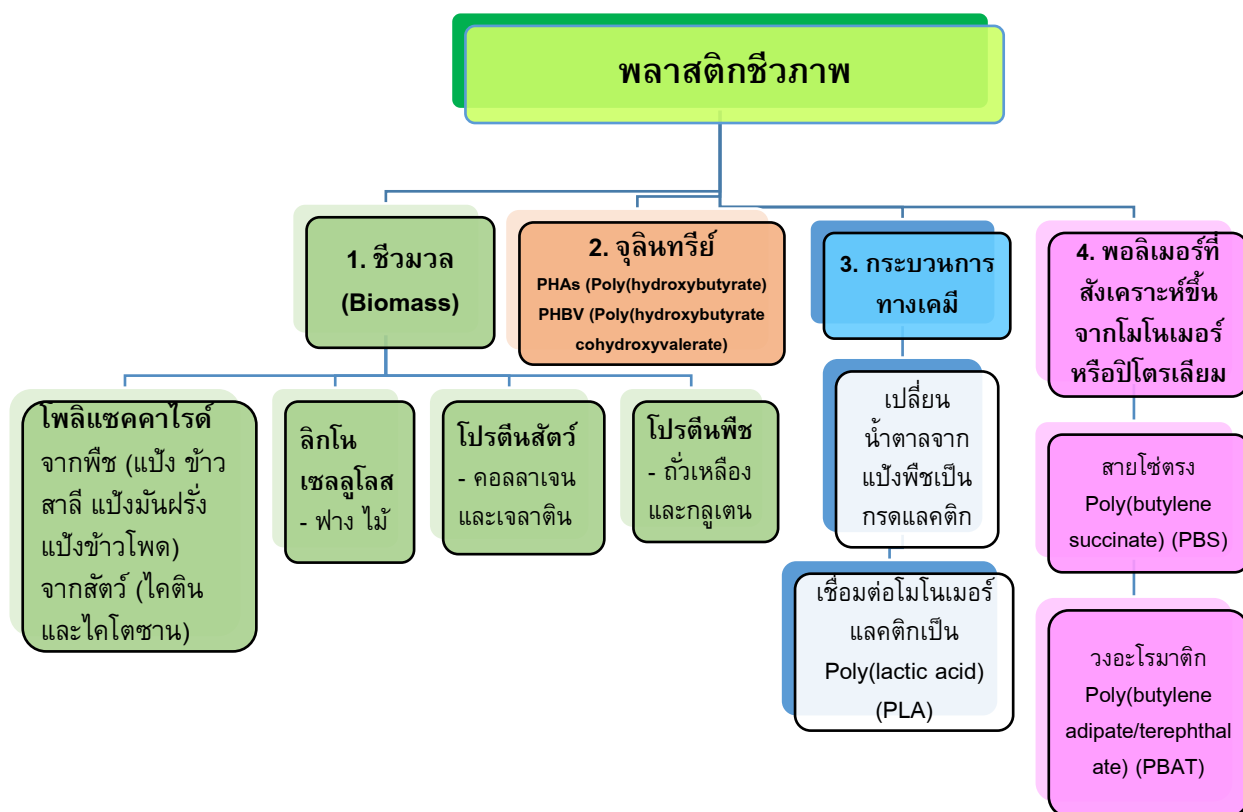 พลาสติกชีวภาพ
1. ชีวมวล
(Biomass)
2. จุลินทรีย์
PHAs (Poly(hydroxybutyrate)
PHBV (Poly(hydroxybutyrate
cohydroxyvalerate)
3. กระบวนการ
ทางเคมี
4. พอลิเมอร์ที่
สังเคราะห์ขึ้น
จากโมโนเมอร์
หรือปิโตรเลียม
โพลิแซคคาไรด์
จากพืช (แป้ง ข้าว
สาลี แป้งมันฝรั่ง
แป้งข้าวโพด)
จากสัตว์ (ไคติน
และไคโตซาน)
ลิกโน
เซลลูโลส
- ฟาง ไม้
โปรตีนสัตว์
- คอลลาเจน
และเจลาติน
โปรตีนพืช
- ถั่วเหลือง
และกลูเตน
เปลี่ยน
น้ำตาลจาก
แป้งพืชเป็น
กรดแลคติก
เชื่อมต่อโมโนเมอร์
แลคติกเป็น
Poly(lactic acid)
(PLA)
สายโซ่ตรง
Poly(butylene
succinate) (PBS)
วงอะโรมาติก
Poly(butylene
adipate/terephthal
ate) (PBAT)